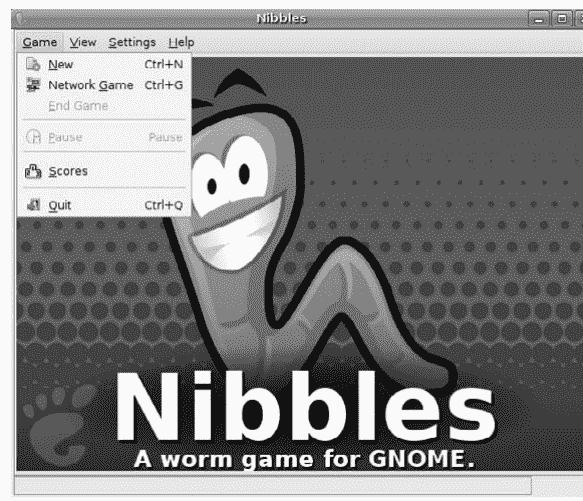 Nibbles
Game View Settings Help
New Ctrl+N
Network Game Ctrl+G
End Game
Pause Pause
Scores
Quit Ctrl+Q
Nibbles
A worm game for GNOME.